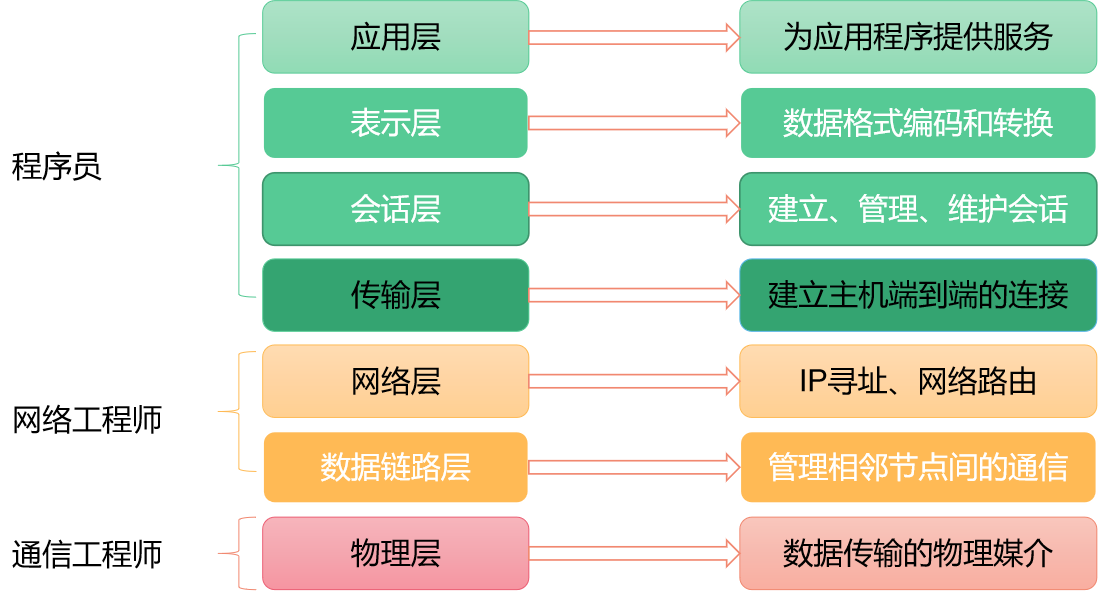 应用层
为应用程序提供服务
表示层
数据格式编码和转换
程序员
会话层
建立、管理、维护会话
传输层
建立主机端到端的连接
网络层
IP寻址、网络路由
网络工程师
数据链路层
管理相邻节点间的通信
通信工程师
物理层
数据传输的物理媒介